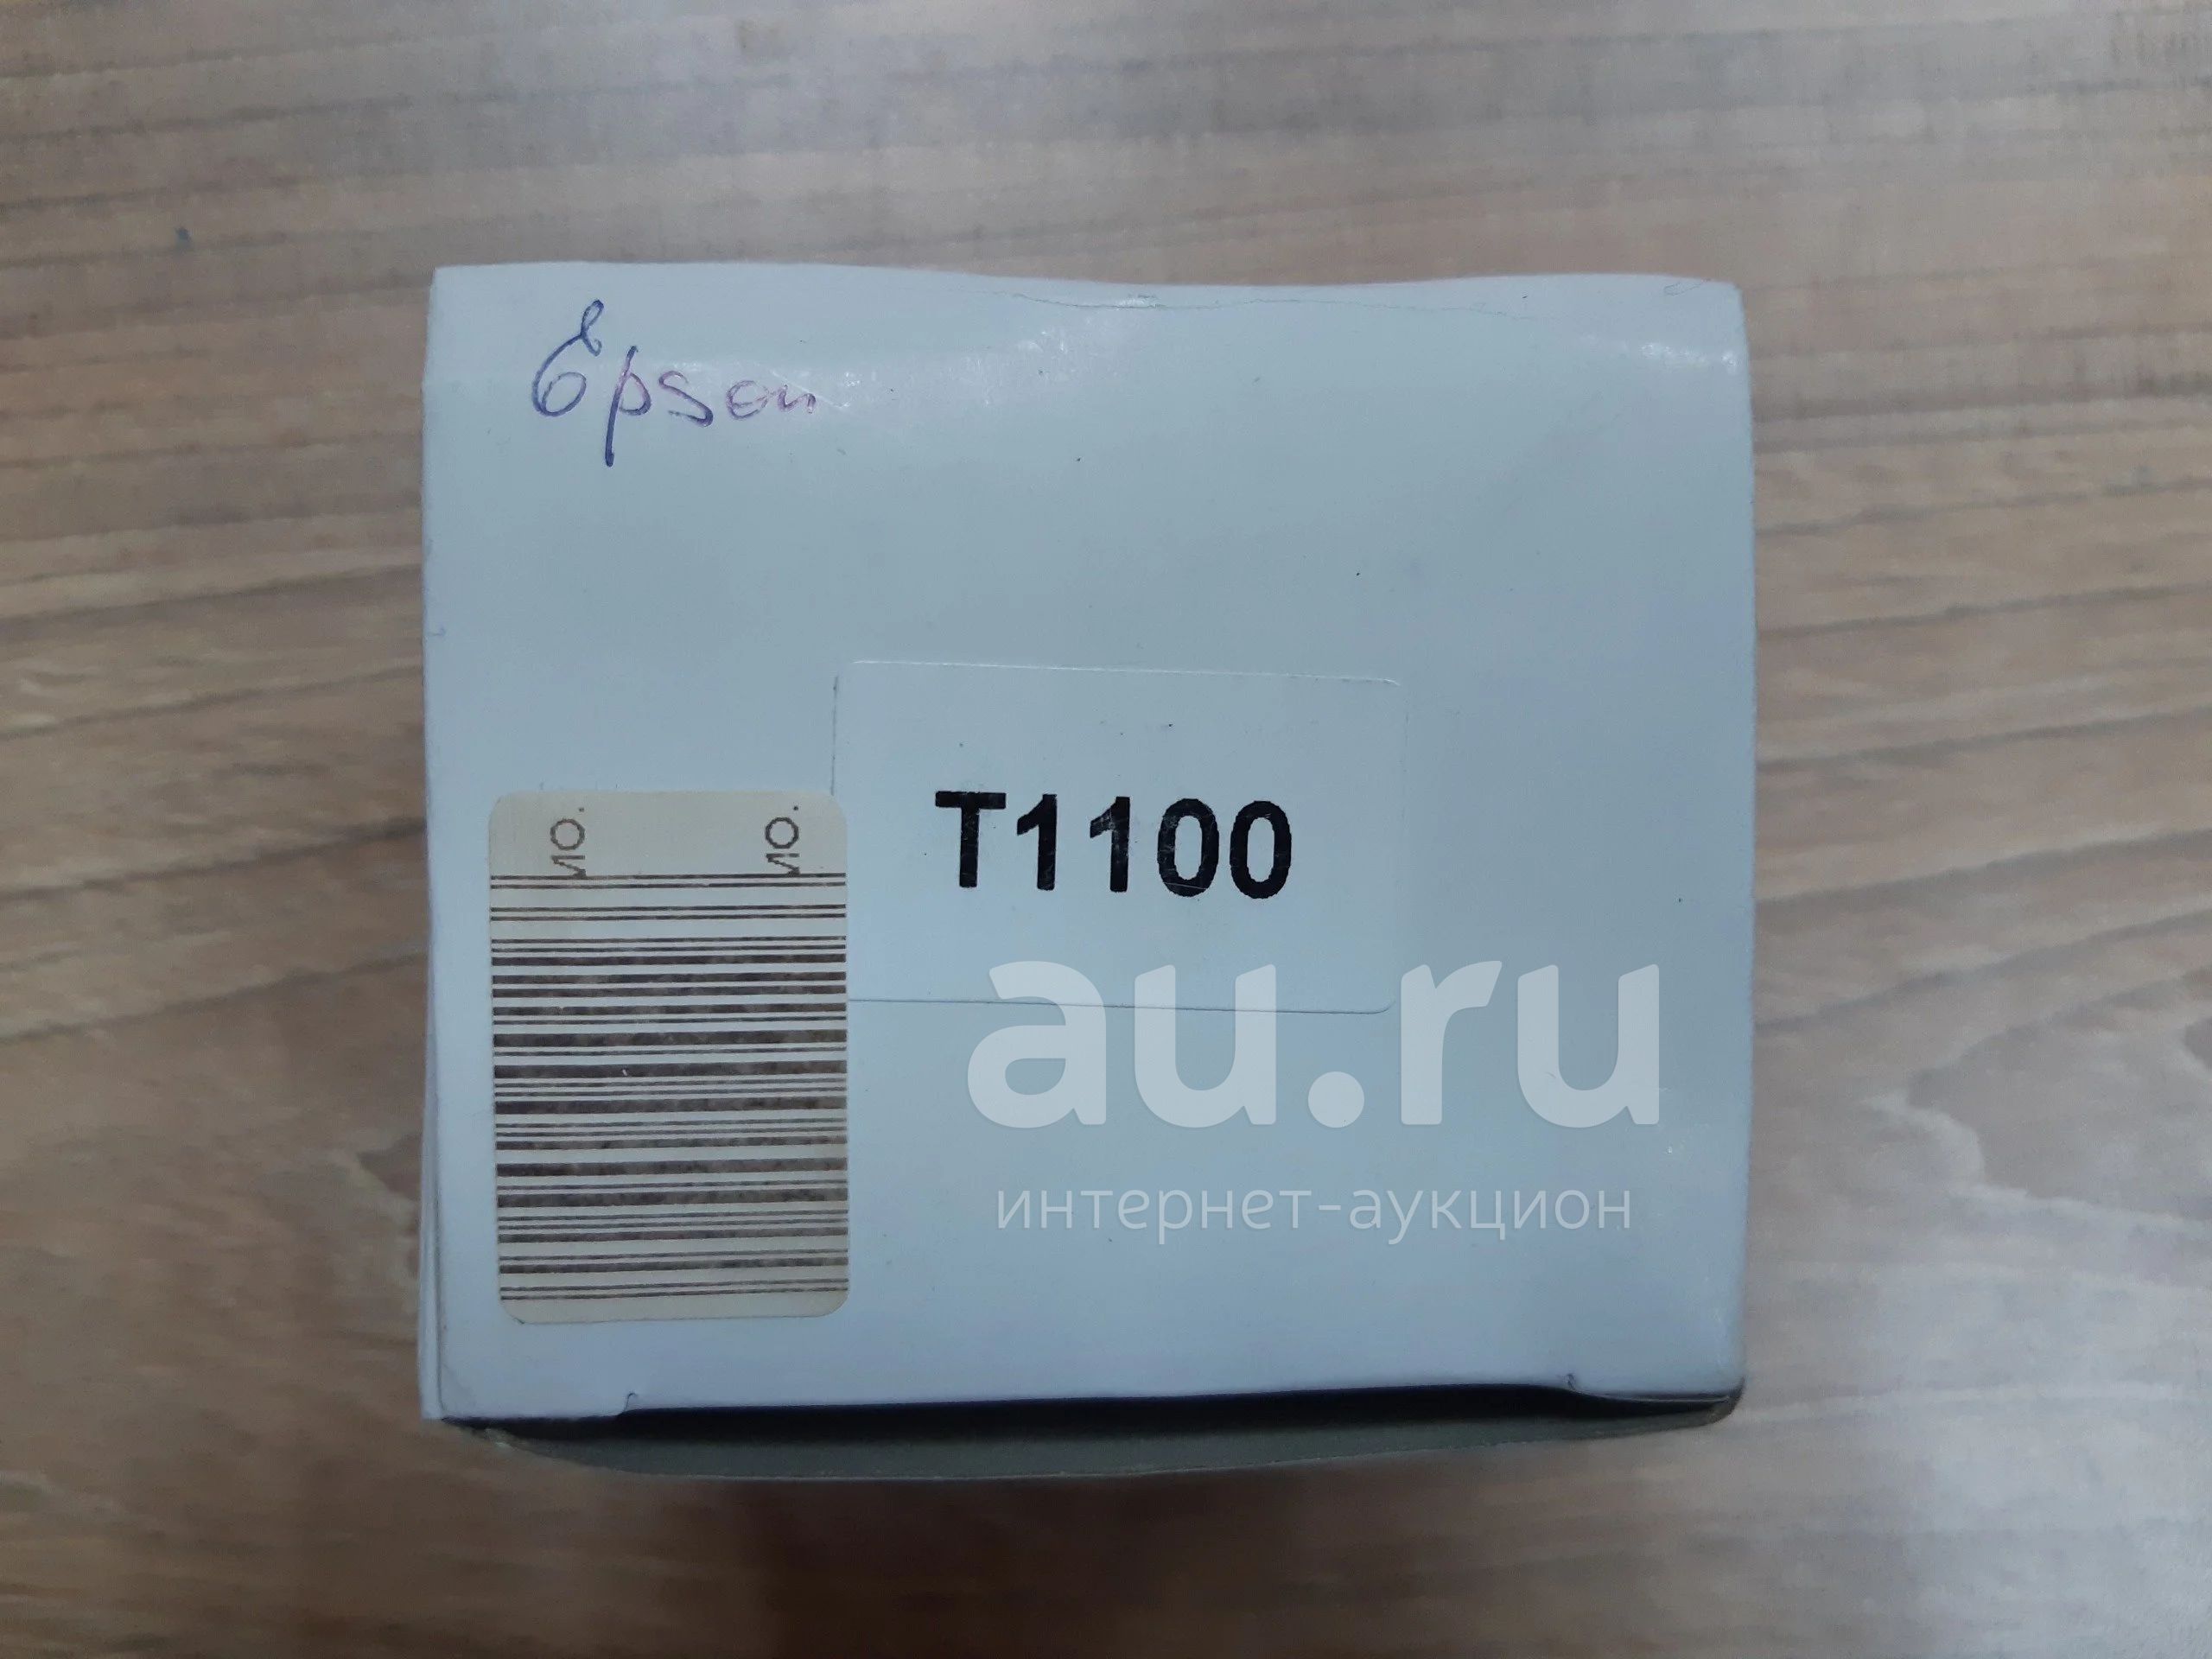 Epson
T1100
au.ru
интернет-аукцион